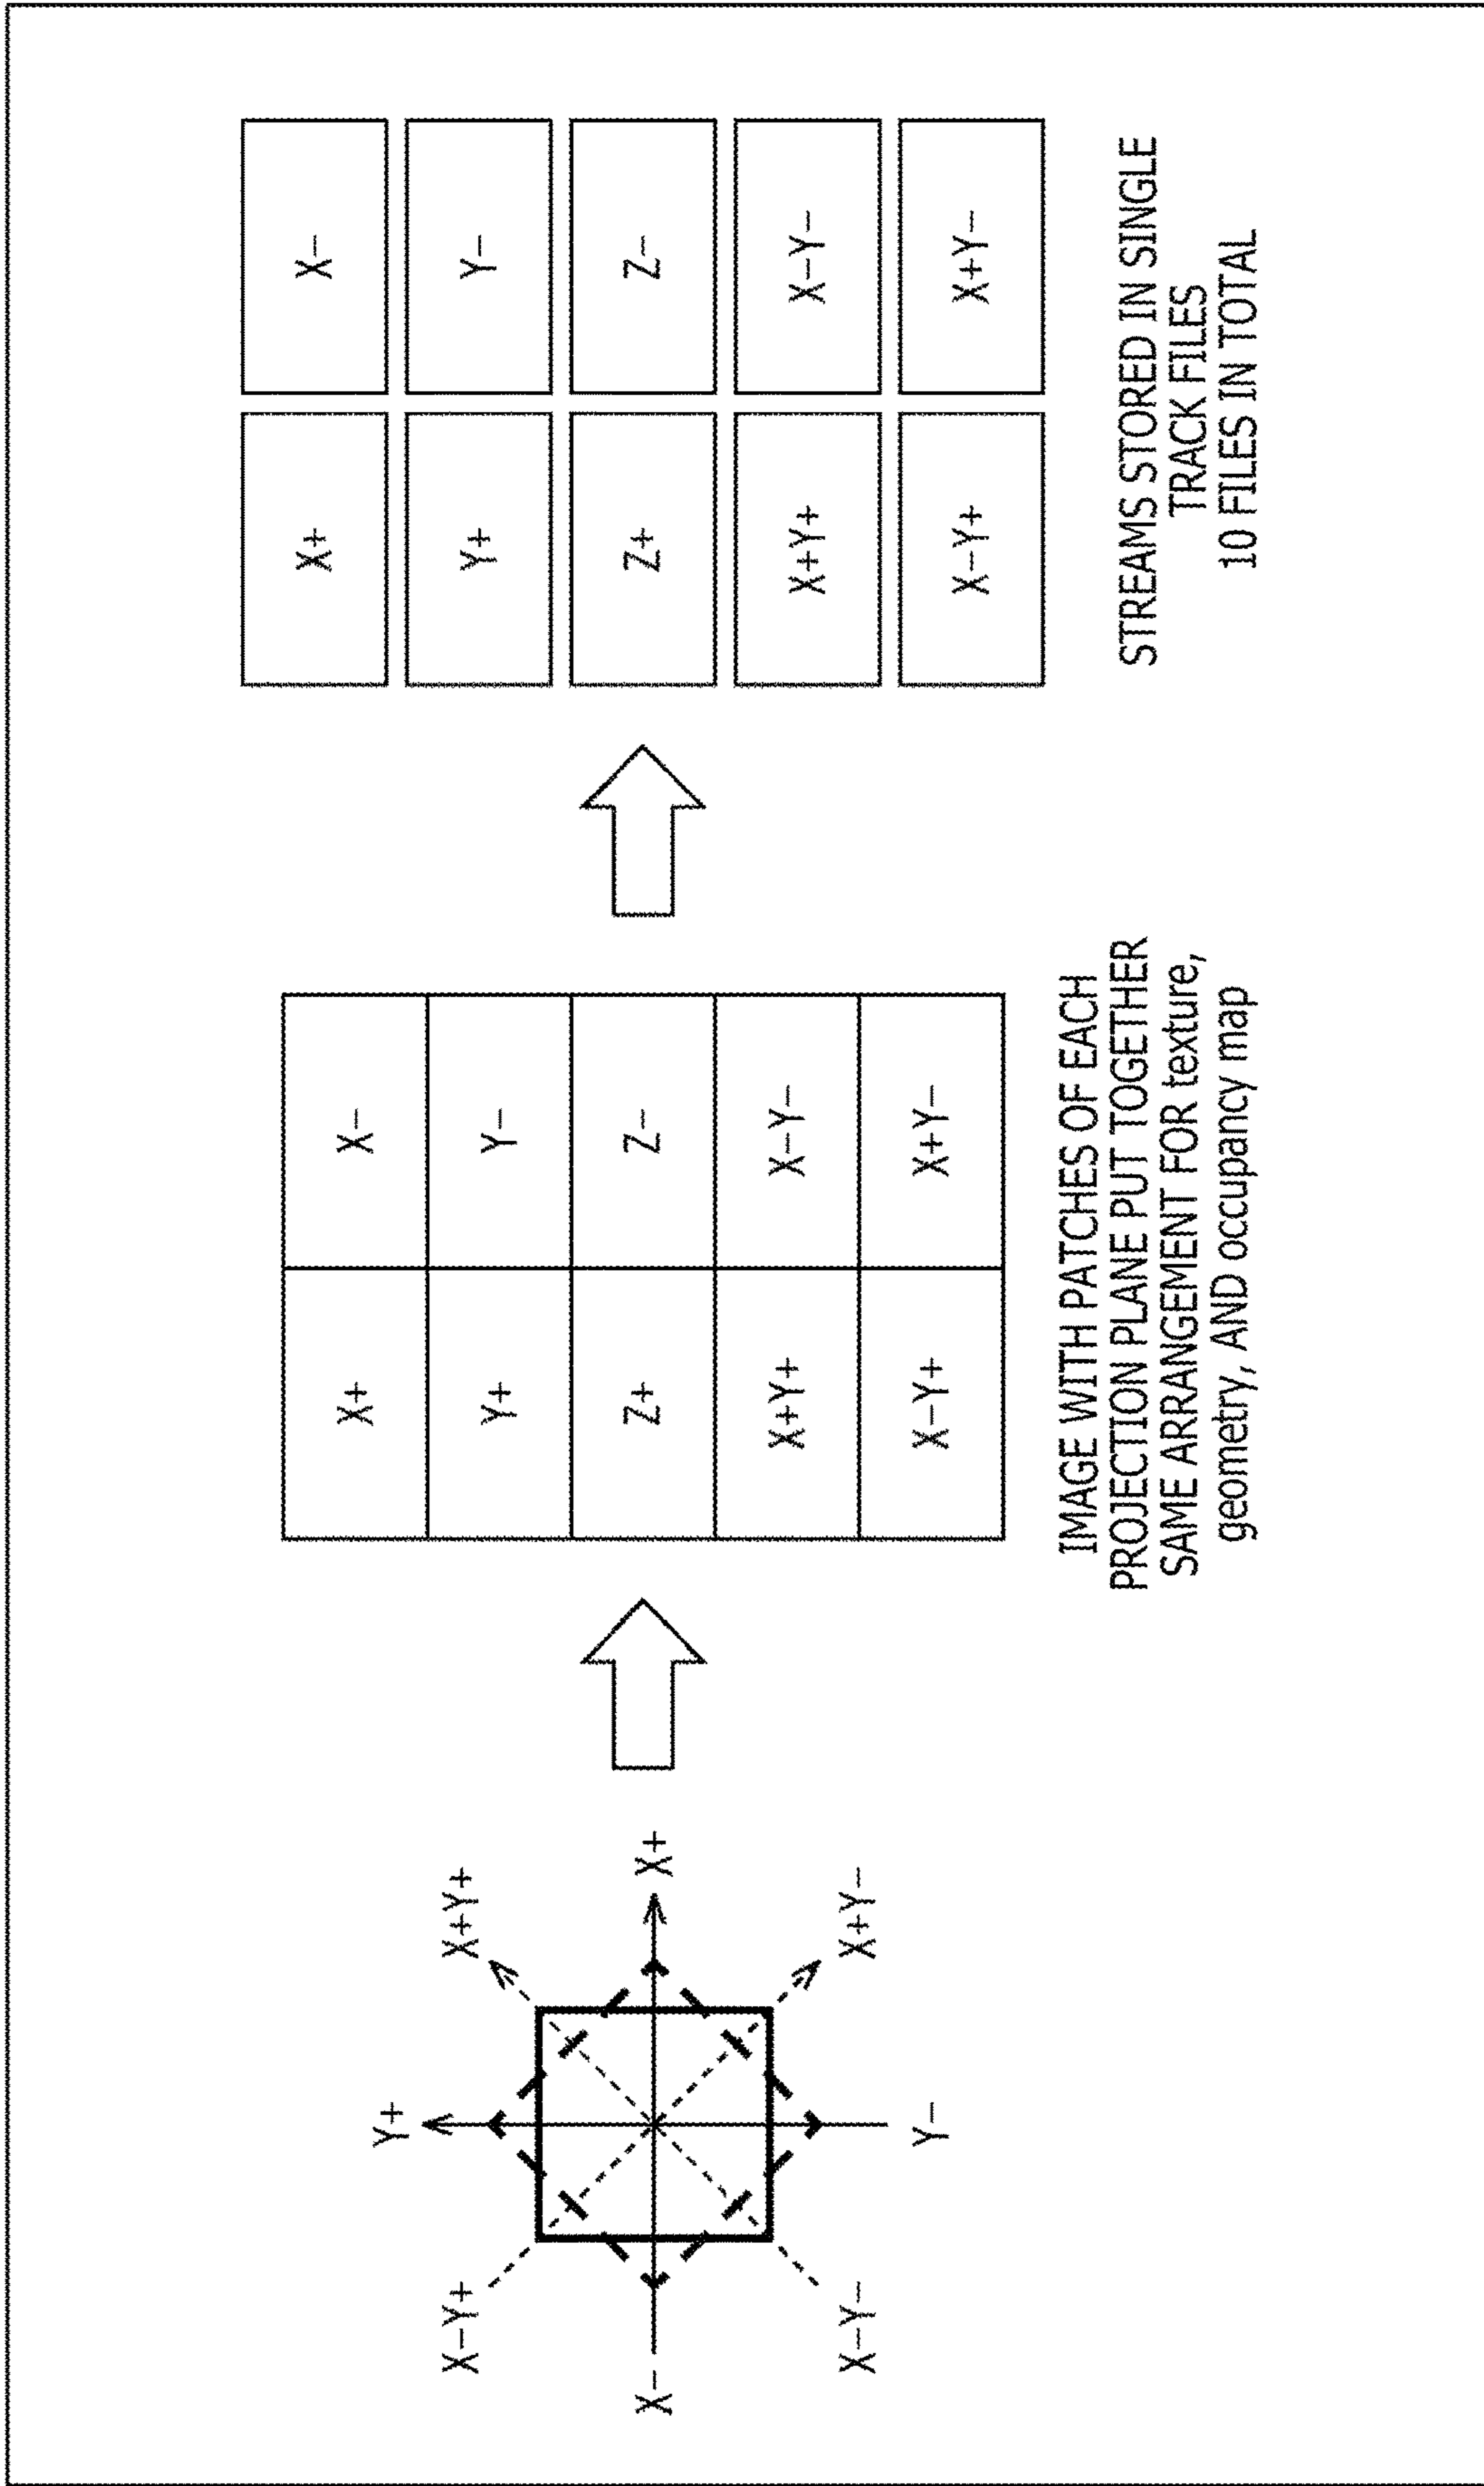 Y+
X-Y+
X+Y+
X-
X+
X-Y-
X+Y-
Y-
X+
X-
Y+
Y-
Z+
Z-
X+Y+
X-Y-
X-Y+
X+Y-
IMAGE WITH PATCHES OF EACH
PROJECTION PLANE PUT TOGETHER
SAME ARRANGEMENT FOR texture,
geometry, AND occupancy map
X+
X-
Y+
Y-
Z+
Z-
X+Y+
X-Y-
X-Y+
X+Y-
STREAMS STORED IN SINGLE
TRACK FILES
10 FILES IN TOTAL